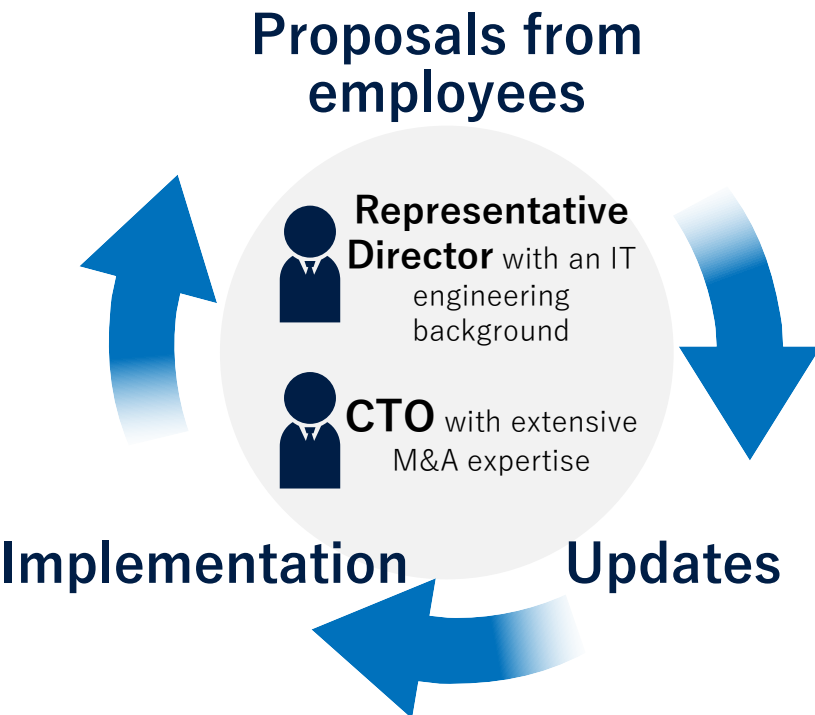 Proposals from
employees
Representative
Director with an IT
engineering
background
CTO with extensive
M&A expertise
Implementation
Updates